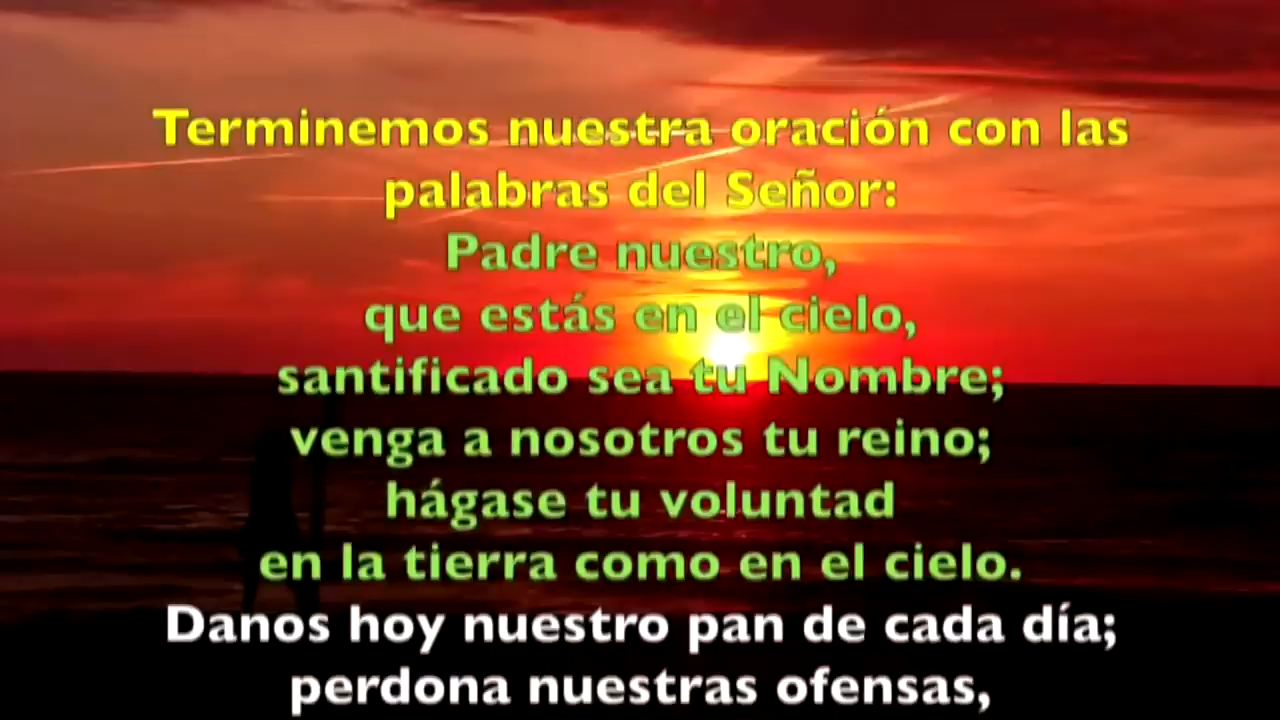 Terminemos nuestra oración con las
palabras del Señor:
Padre nuestro,
que estás en el cielo,
santificado sea tu Nombre;
venga a nosotros tu reino;
hágase tu voluntad
en la tierra como en el cielo.
Danos hoy nuestro pan de cada día;
perdona nuestras ofensas,